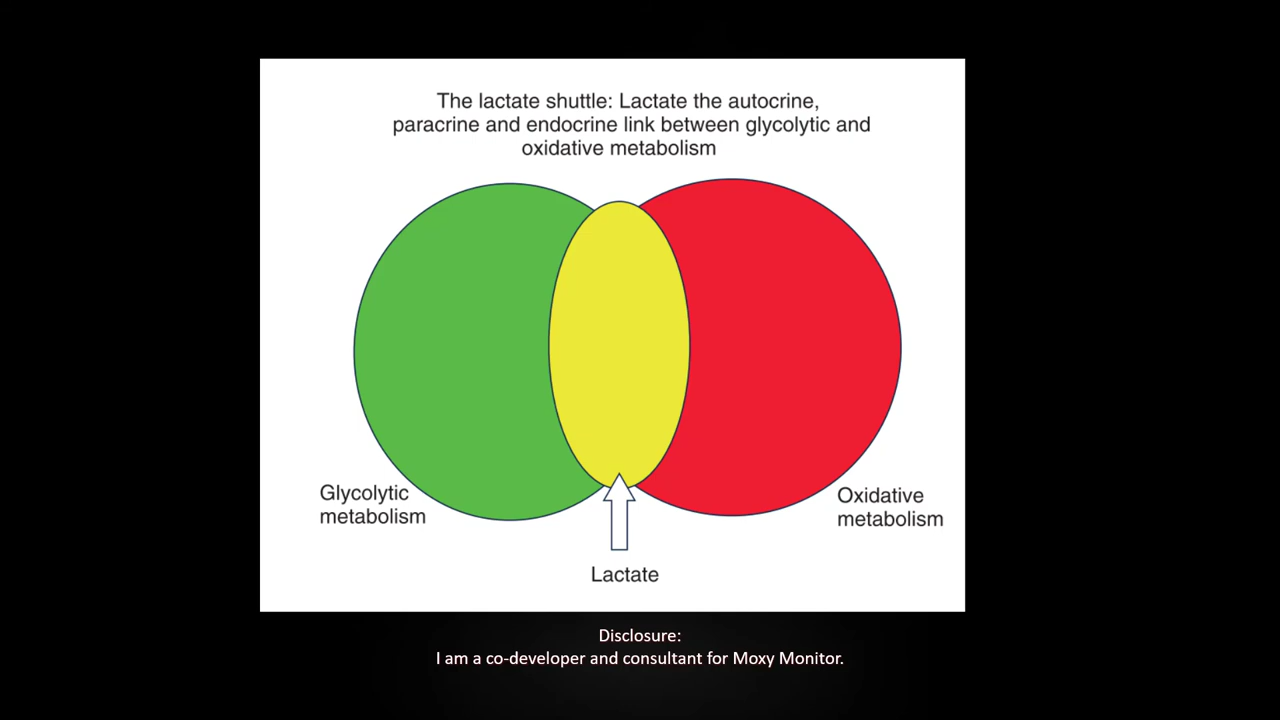 The lactate shuttle: Lactate the autocrine,
paracrine and endocrine link between glycolytic and
oxidative metabolism
Glycolytic
metabolism
Oxidative
metabolism
Lactate
Disclosure:
I am a co-developer and consultant for Moxy Monitor.